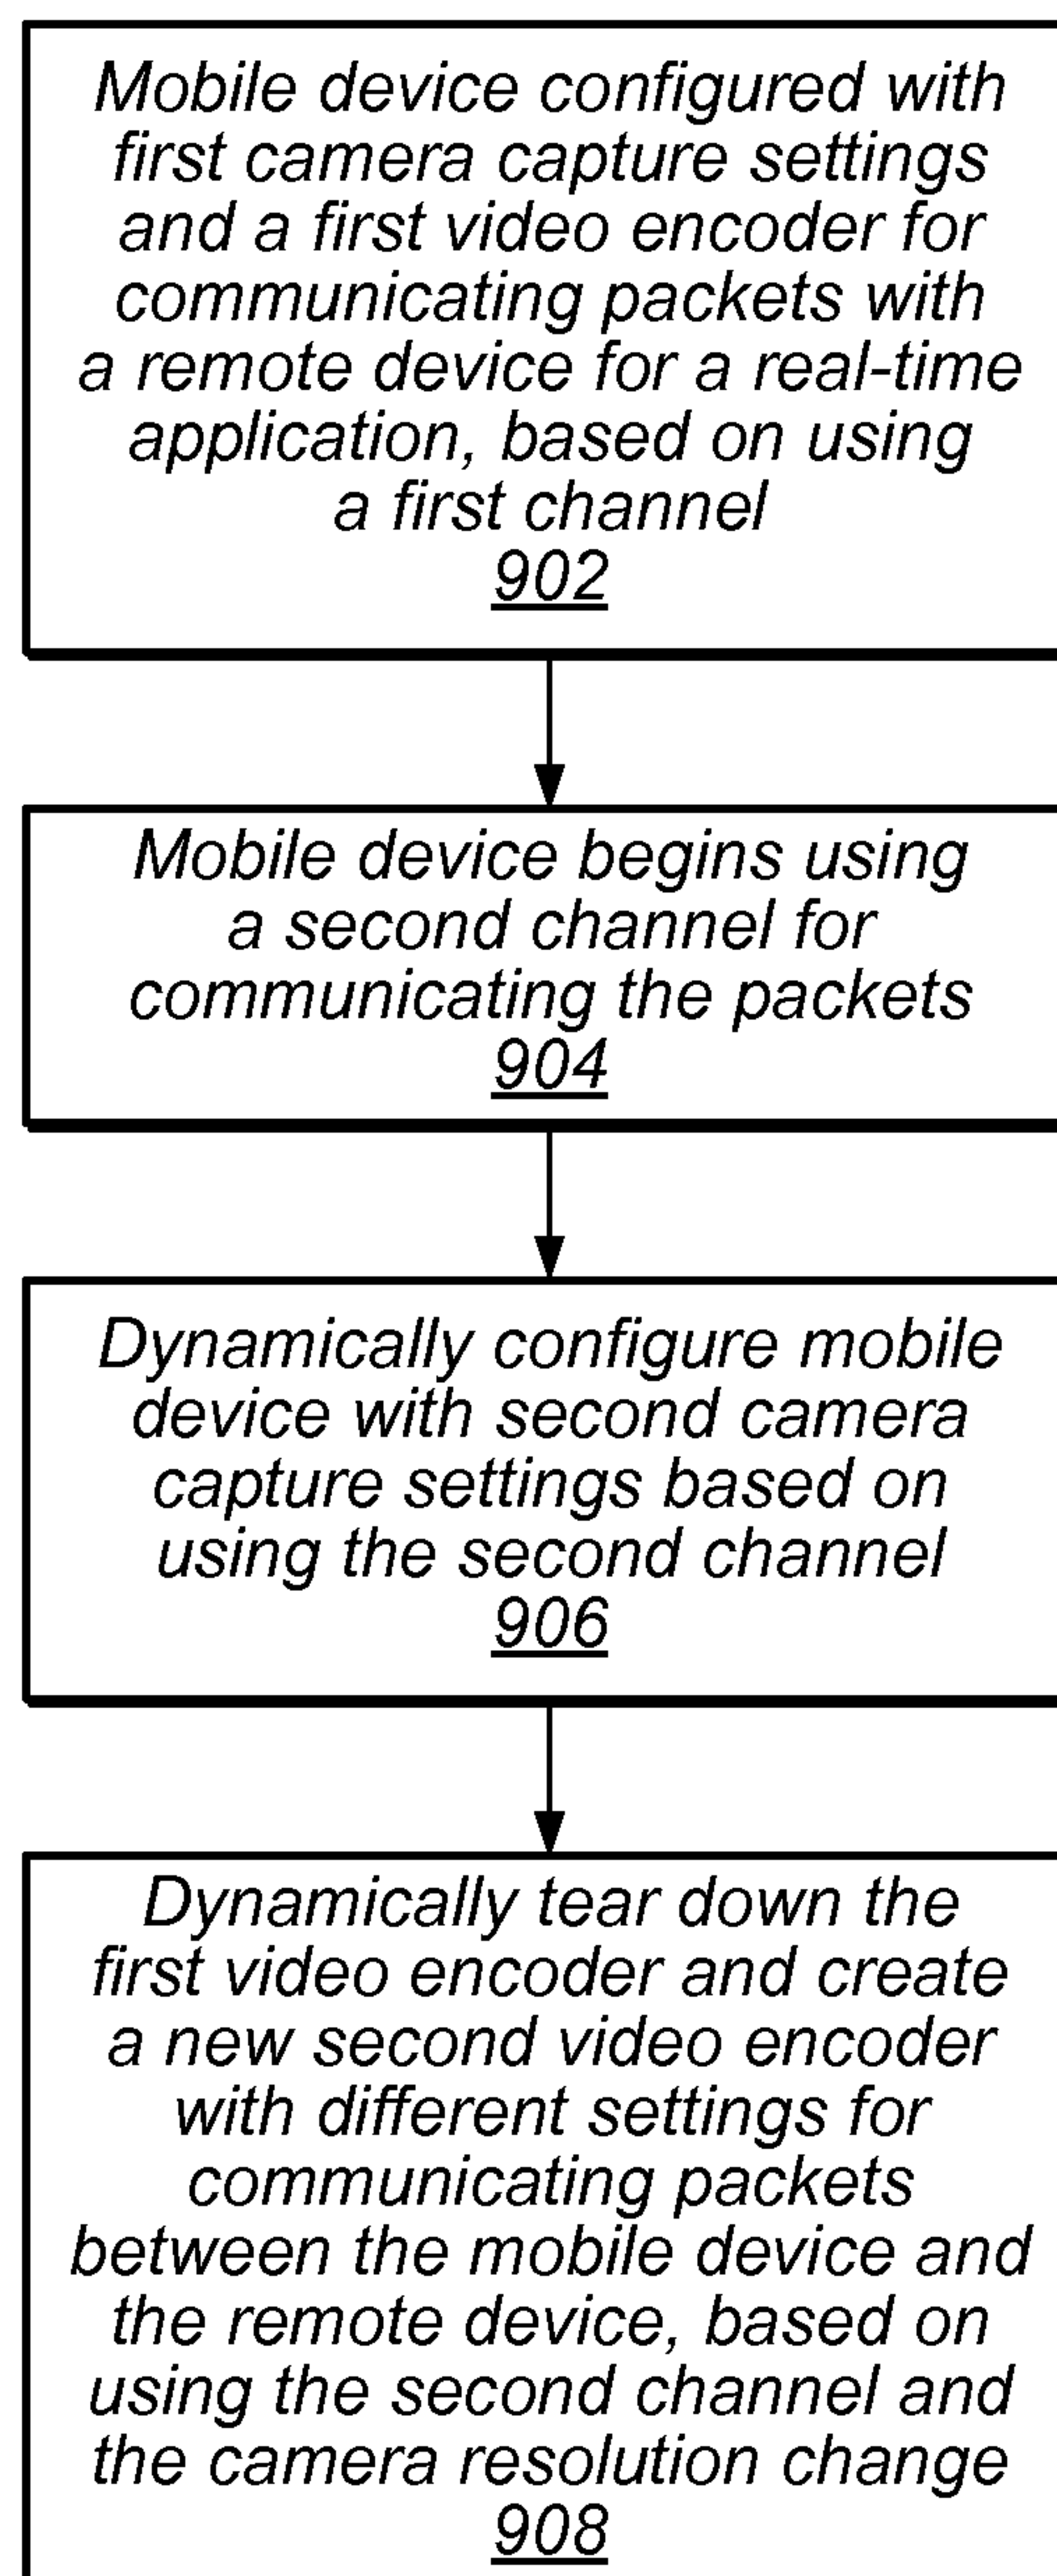 Mobile device configured with
first camera capture settings
and a first video encoder for
communicating packets with
a remote device for a real-time
application, based on using
a first channel
902
Mobile device begins using
a second channel for
communicating the packets
904
Dynamically configure mobile
device with second camera
capture settings based on
using the second channel
906
Dynamically tear down the
first video encoder and create
a new second video encoder
with different settings for
communicating packets
between the mobile device and
the remote device, based on
using the second channel and
the camera resolution change
908